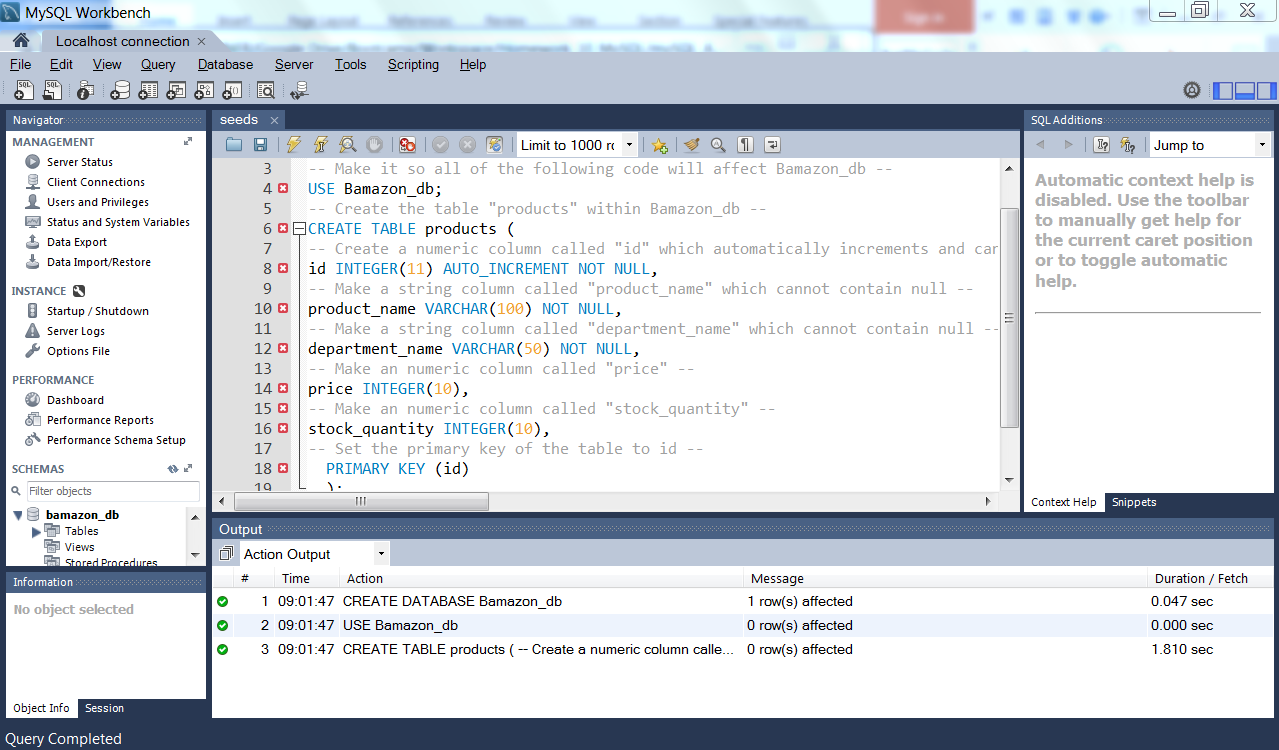 MySQL Workbench
Localhost connection
File Edit View Query Database Server Tools Scripting Help
Navigator
MANAGEMENT
Server Status
Client Connections
Users and Privileges
Status and System Variables
Data Export
Data Import/Restore
INSTANCE
Startup / Shutdown
Server Logs
Options File
PERFORMANCE
Dashboard
Performance Reports
Performance Schema Setup
SCHEMAS
Filter objects
bamazon_db
Tables
Views
Stored Procedures
Information
No object selected
Object Info Session
seeds
Limit to 1000 rc
3 -- Make it so all of the following code will affect Bamazon_db --
4 USE Bamazon_db;
5 -- Create the table "products" within Bamazon_db --
6 CREATE TABLE products (
7 -- Create a numeric column called "id" which automatically increments and can
8 id INTEGER(11) AUTO_INCREMENT NOT NULL,
9 -- Make a string column called "product_name" which cannot contain null --
10 product_name VARCHAR(100) NOT NULL,
11 -- Make a string column called "department_name" which cannot contain null --
12 department_name VARCHAR(50) NOT NULL,
13 -- Make an numeric column called "price" --
14 price INTEGER(10),
15 -- Make an numeric column called "stock_quantity" --
16 stock_quantity INTEGER(10),
17 -- Set the primary key of the table to id --
18 PRIMARY KEY (id)
19 );
SQL Additions
Jump to
Automatic context help is
disabled. Use the toolbar
to manually get help for
the current caret position
or to toggle automatic
help.
Context Help Snippets
Output
Action Output
# Time Action Message Duration / Fetch
1 09:01:47 CREATE DATABASE Bamazon_db 1 row(s) affected 0.047 sec
2 09:01:47 USE Bamazon_db 0 row(s) affected 0.000 sec
3 09:01:47 CREATE TABLE products ( -- Create a numeric column calle... 0 row(s) affected 1.810 sec
Query Completed